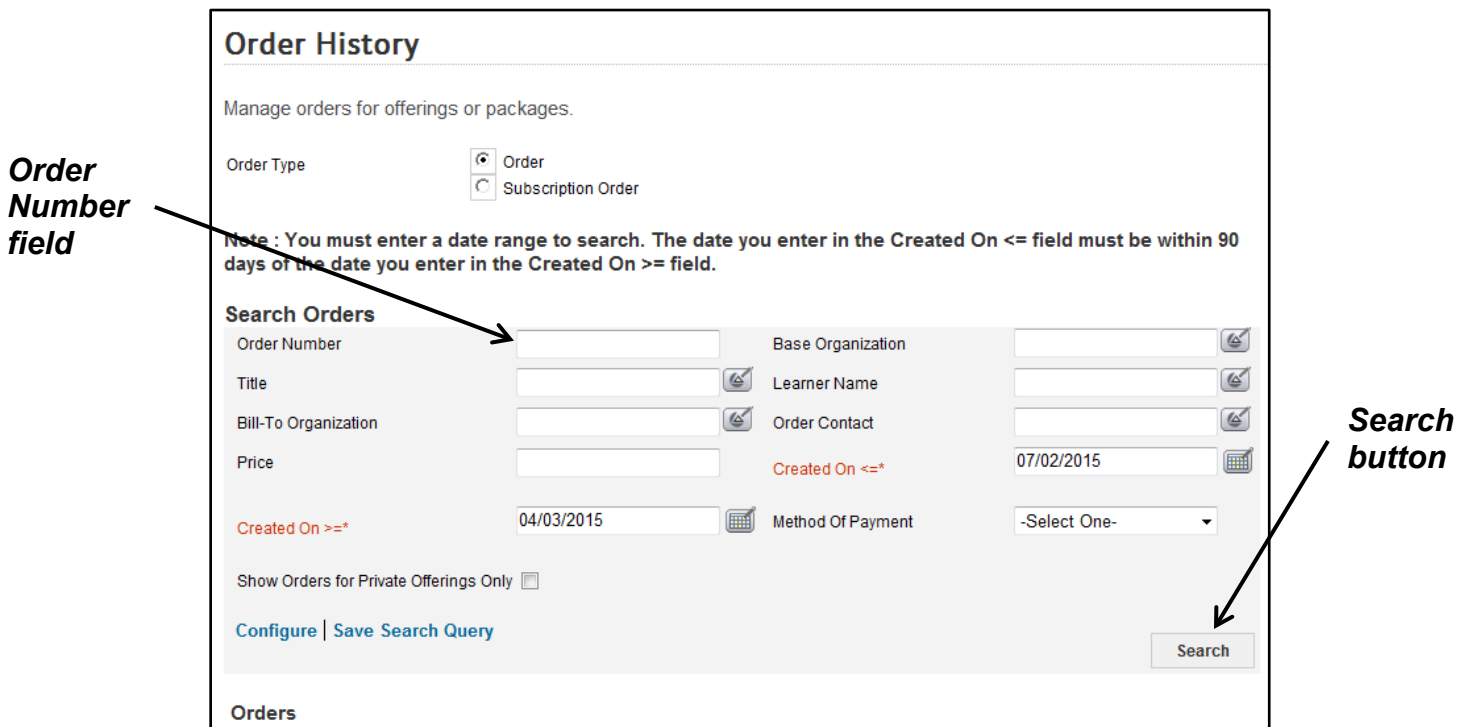 Order History
Manage orders for offerings or packages.
Order
Number
field
Order Type
Order
Subscription Order
Note : You must enter a date range to search. The date you enter in the Created On <= field must be within 90
days of the date you enter in the Created On >= field.
Search Orders
Order Number
Base Organization
Title
Learner Name
Bill-To Organization
Order Contact
Search
button
Price
Created On <=*
07/02/2015
Created On >=*
04/03/2015
Method Of Payment
-Select One-
Show Orders for Private Offerings Only
Configure | Save Search Query
Search
Orders